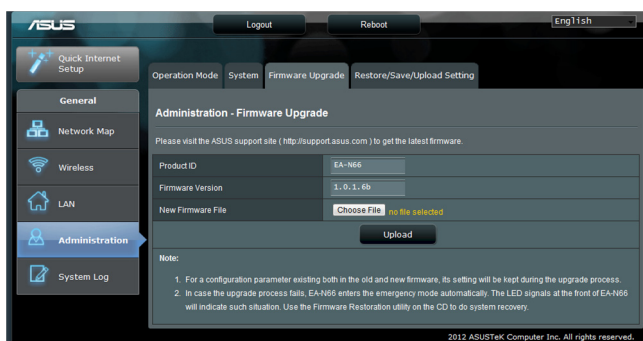 ASUS
Logout
Reboot
English
Quick Internet
Setup
Operation Mode
System
Firmware Upgrade
Restore/Save/Upload Setting
General
Network Map
Wireless
LAN
Administration
System Log
Administration - Firmware Upgrade
Please visit the ASUS support site ( http://support.asus.com ) to get the latest firmware.
Product ID
EA-N66
Firmware Version
1.0.1.6b
New Firmware File
Choose File no file selected
Upload
Note:
1. For a configuration parameter existing both in the old and new firmware, its setting will be kept during the upgrade process.
2. In case the upgrade process fails, EA-N66 enters the emergency mode automatically. The LED signals at the front of EA-N66
will indicate such situation. Use the Firmware Restoration utility on the CD to do system recovery.
2012 ASUSTeK Computer Inc. All rights reserved.